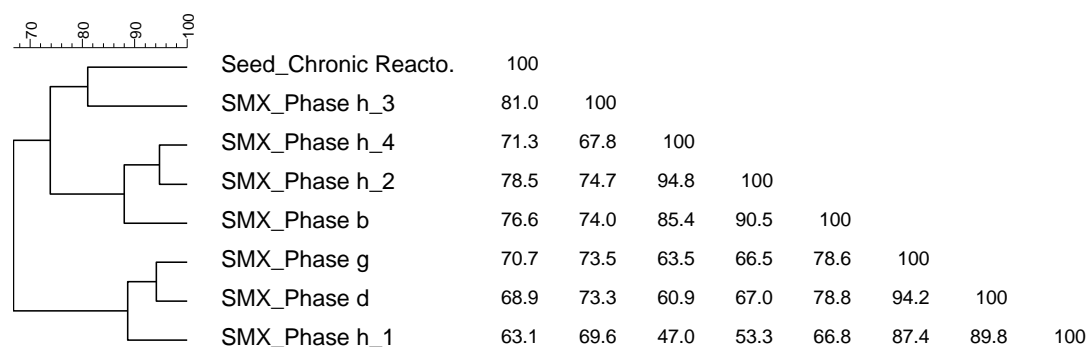 70 80 90 100
Seed_Chronic Reacto. 100
SMX_Phase h_3 81.0 100
SMX_Phase h_4 71.3 67.8 100
SMX_Phase h_2 78.5 74.7 94.8 100
SMX_Phase b 76.6 74.0 85.4 90.5 100
SMX_Phase g 70.7 73.5 63.5 66.5 78.6 100
SMX_Phase d 68.9 73.3 60.9 67.0 78.8 94.2 100
SMX_Phase h_1 63.1 69.6 47.0 53.3 66.8 87.4 89.8 100